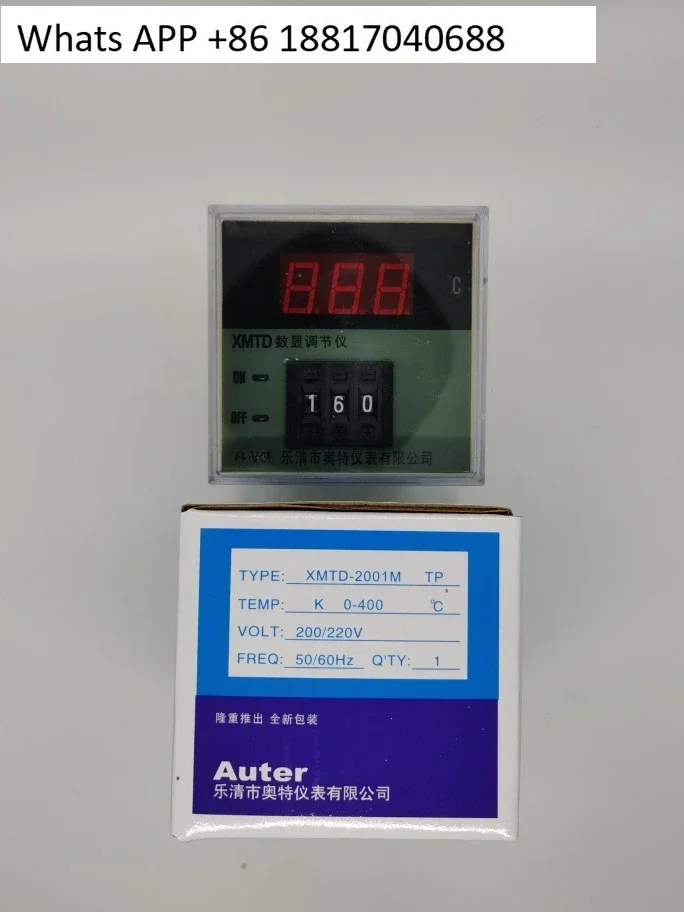 Whats APP +86 18817040688
8.8.8.
C
XMTD 数显调节仪
ON
OFF
1 6 0
乐清市奥特仪表有限公司
TYPE: XMTD-2001M TP
TEMP: K 0-400 ℃
VOLT: 200/220V
FREQ: 50/60Hz Q'TY: 1
隆重推出 全新包装
Auter
乐清市奥特仪表有限公司